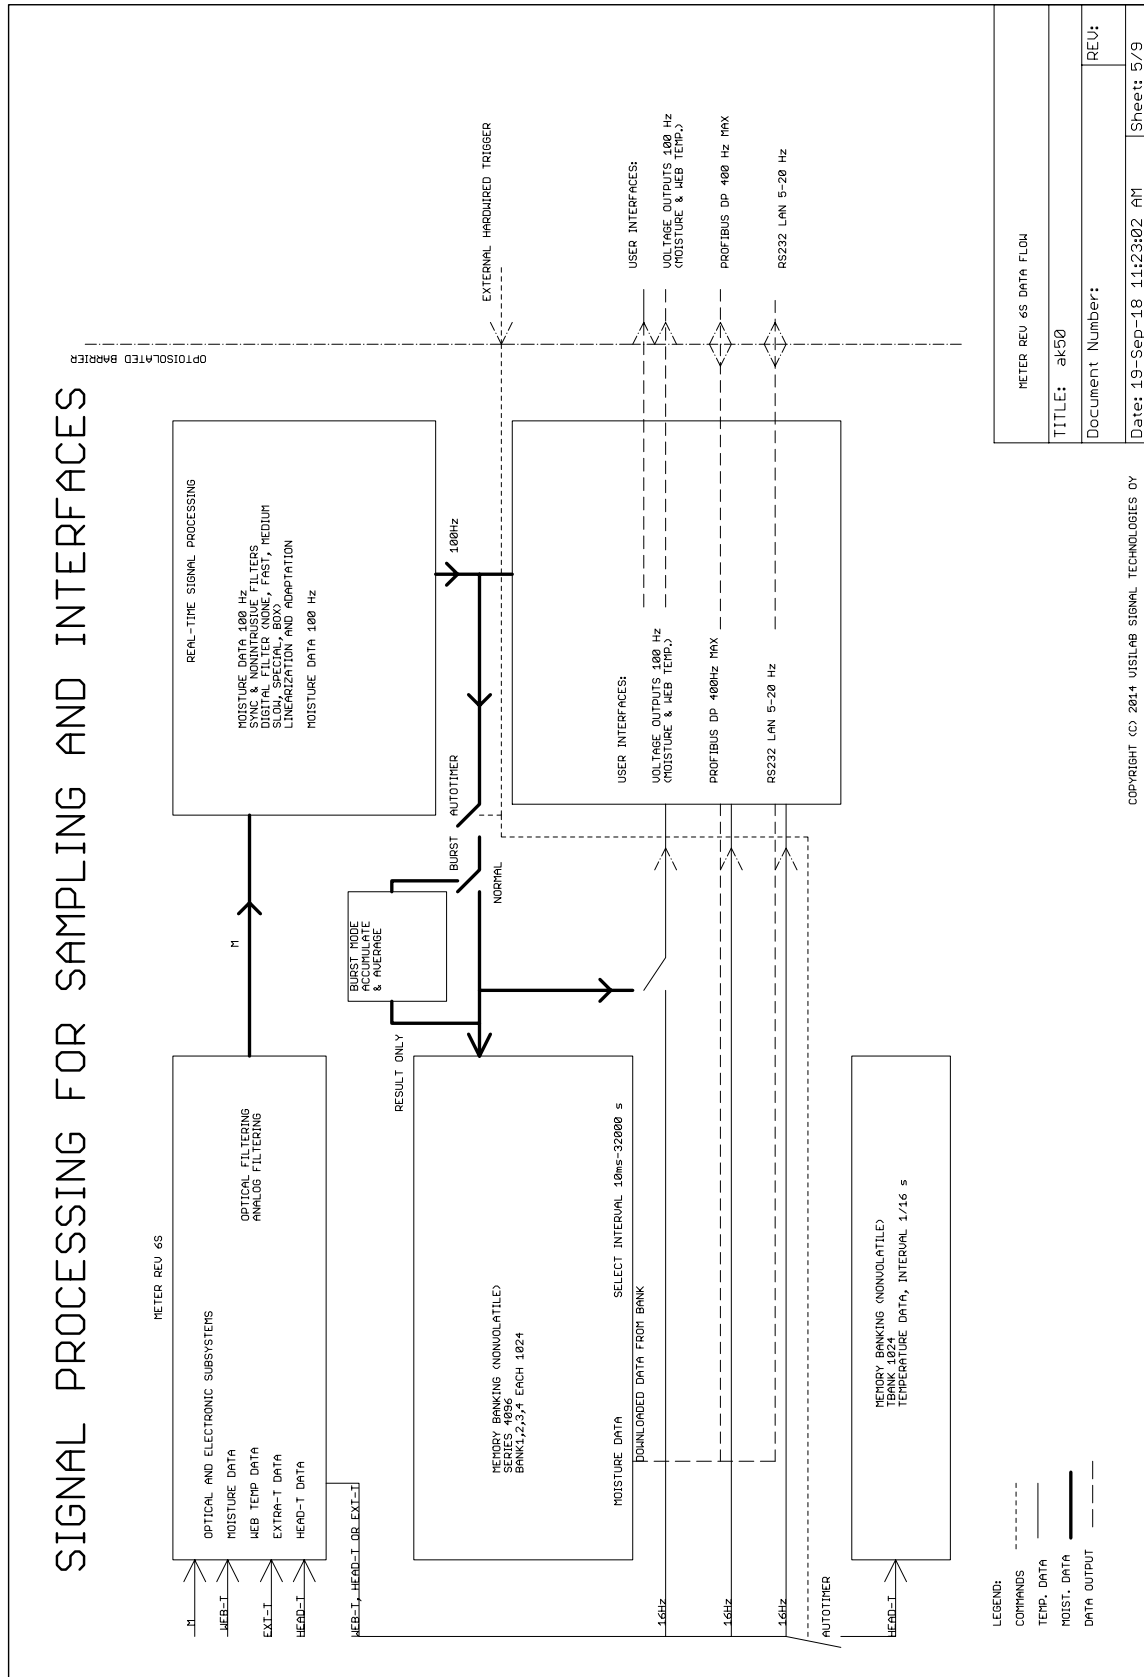 SIGNAL PROCESSING FOR SAMPLING AND INTERFACES
OPTOISOLATED BARRIER
METER REV 6S
OPTICAL AND ELECTRONIC SUBSYSTEMS
MOISTURE DATA
WEB TEMP DATA
EXTRA-T DATA
HEAD-T DATA
OPTICAL FILTERING
ANALOG FILTERING
M
WEB-T
EXT-T
HEAD-T
WEB-T, HEAD-T OR EXT-T
M
REAL-TIME SIGNAL PROCESSING
MOISTURE DATA 100 Hz
SYNC & NONINTRUSIVE FILTERS
DIGITAL FILTER (NONE, FAST, MEDIUM
SLOW, SPECIAL, BOX)
LINEARIZATION AND ADAPTATION
MOISTURE DATA 100 Hz
100Hz
BURST MODE
ACCUMULATE
& AVERAGE
RESULT ONLY
BURST
AUTOTIMER
NORMAL
EXTERNAL HARDWIRED TRIGGER
MEMORY BANKING (NONVOLATILE)
SERIES 4096
BANK1,2,3,4 EACH 1024
MOISTURE DATA
SELECT INTERVAL 10ms-32000 s
DOWNLOADED DATA FROM BANK
USER INTERFACES:
VOLTAGE OUTPUTS 100 Hz
(MOISTURE & WEB TEMP.)
PROFIBUS DP 400Hz MAX
RS232 LAN 5-20 Hz
USER INTERFACES:
VOLTAGE OUTPUTS 100 Hz
(MOISTURE & WEB TEMP.)
PROFIBUS DP 400 Hz MAX
RS232 LAN 5-20 Hz
16Hz
16Hz
16Hz
AUTOTIMER
HEAD-T
MEMORY BANKING (NONVOLATILE)
TBANK 1024
TEMPERATURE DATA, INTERVAL 1/16 s
LEGEND:
COMMANDS
TEMP. DATA
MOIST. DATA
DATA OUTPUT
COPYRIGHT (C) 2014 VISILAB SIGNAL TECHNOLOGIES OY
METER REV 6S DATA FLOW
TITLE: ak50
Document Number:
REV:
Date: 19-Sep-18 11:23:02 AM
Sheet: 5/9